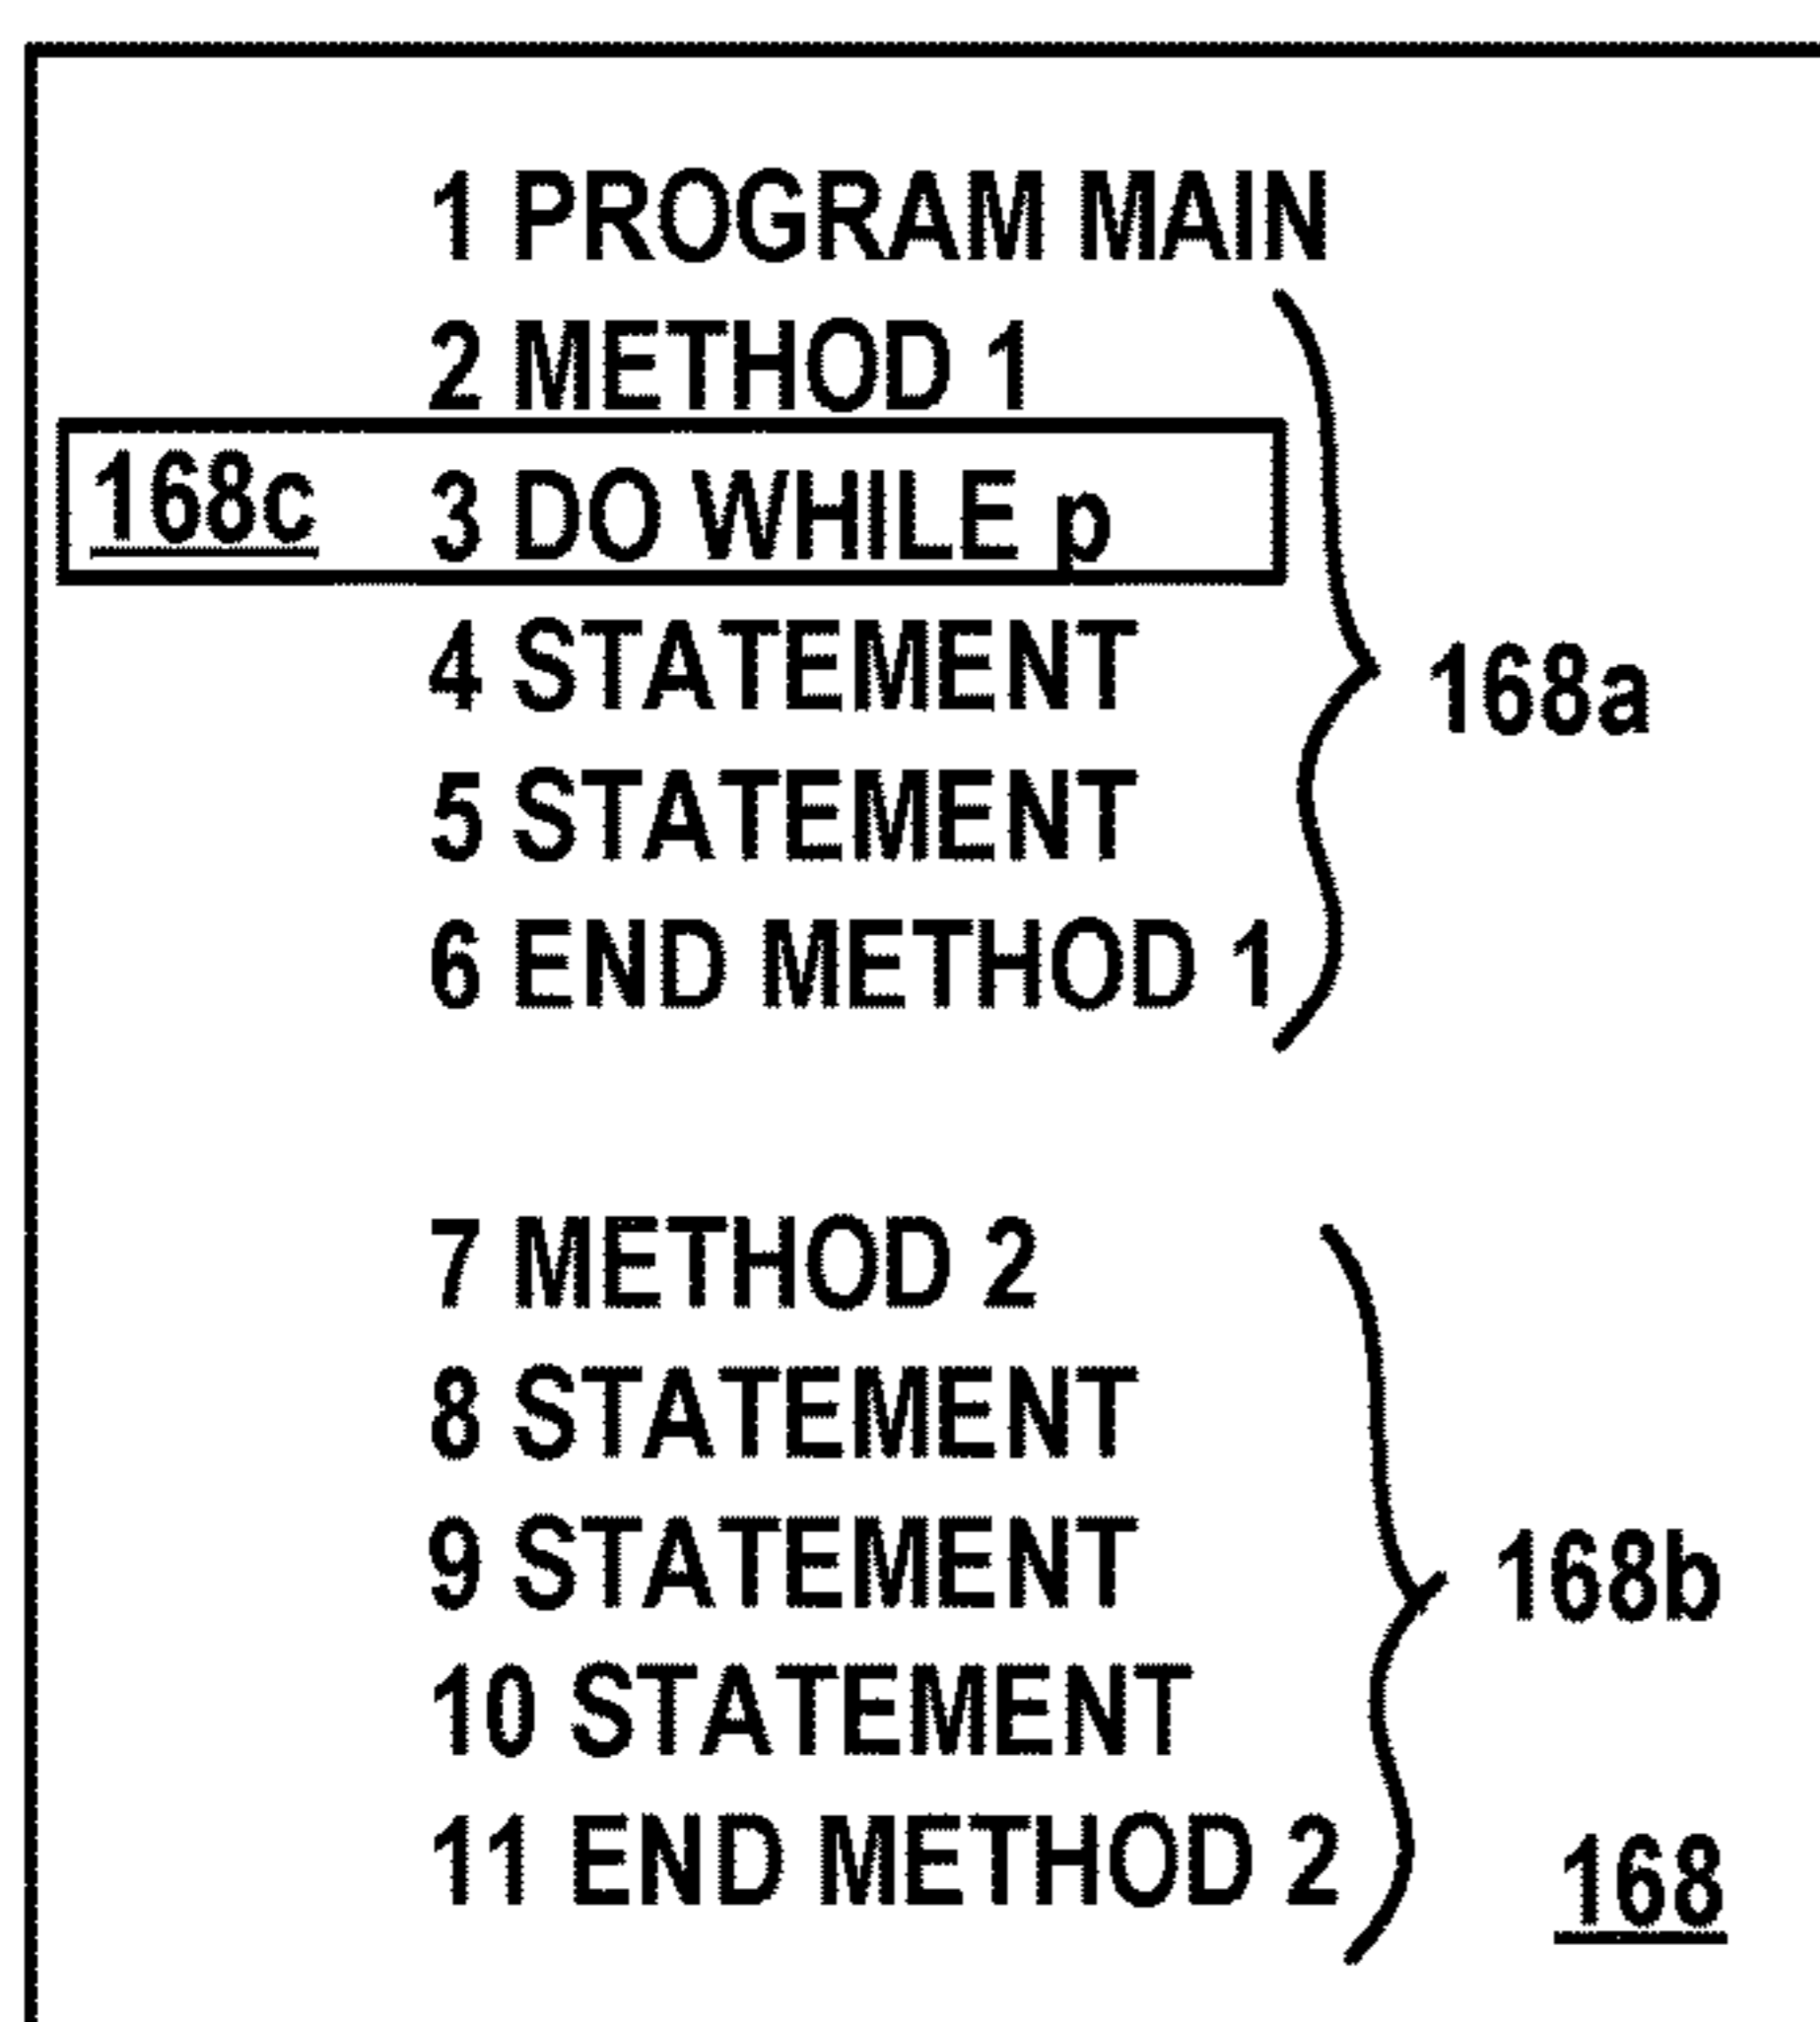 1 PROGRAM MAIN
2 METHOD 1
168c 3 DO WHILE p
4 STATEMENT
168a
5 STATEMENT
6 END METHOD 1
7 METHOD 2
8 STATEMENT
9 STATEMENT
168b
10 STATEMENT
11 END METHOD 2
168